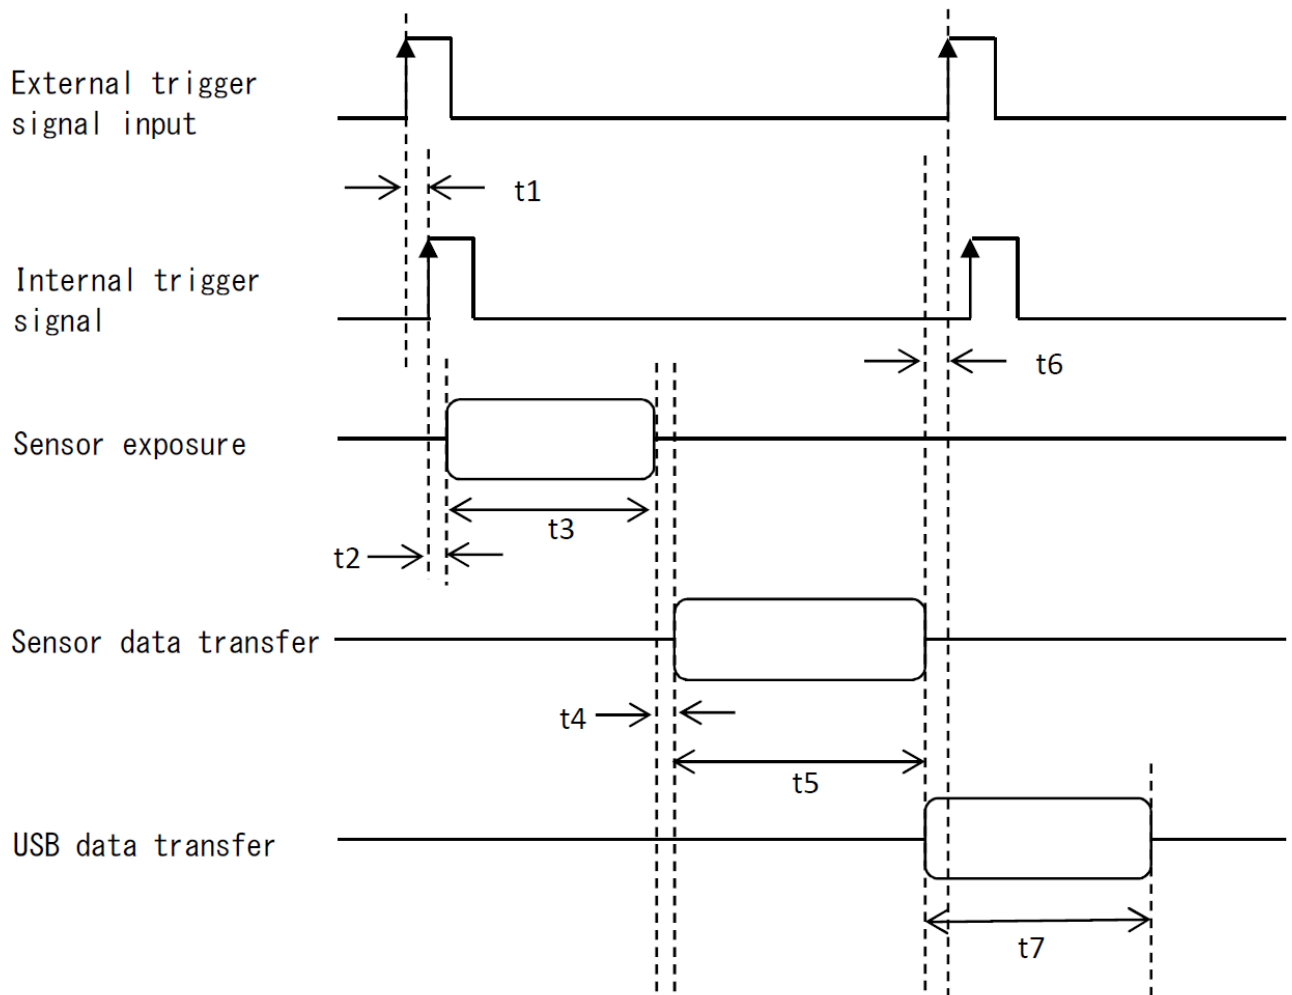 External trigger
signal input
t1
Internal trigger
signal
t6
Sensor exposure
t3
t2
Sensor data transfer
t4
t5
USB data transfer
t7